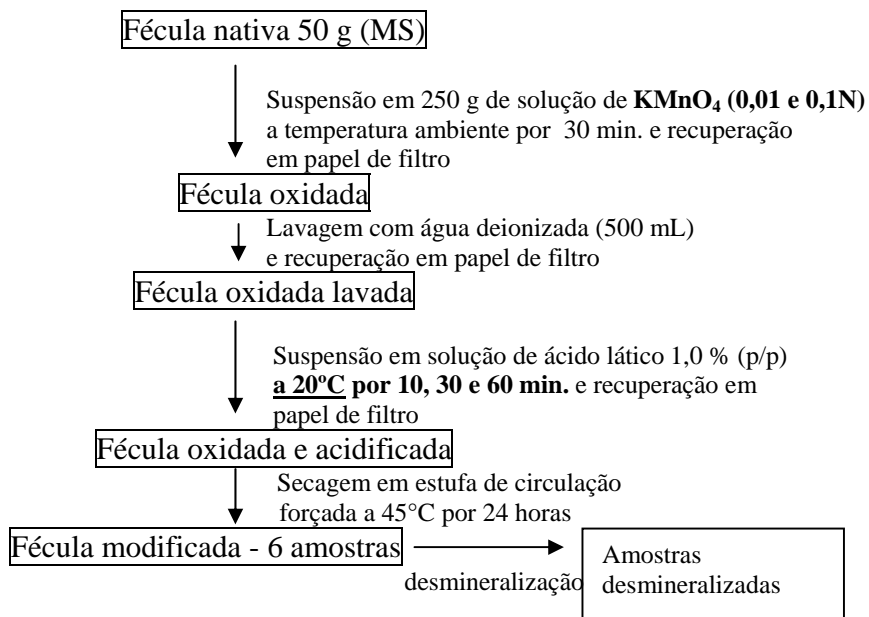 Fécula nativa 50 g (MS)
Suspensão em 250 g de solução de KMnO₄ (0,01 e 0,1N)
a temperatura ambiente por 30 min. e recuperação
em papel de filtro
Fécula oxidada
Lavagem com água deionizada (500 mL)
e recuperação em papel de filtro
Fécula oxidada lavada
Suspensão em solução de ácido lático 1,0 % (p/p)
a 20ºC por 10, 30 e 60 min. e recuperação em
papel de filtro
Fécula oxidada e acidificada
Secagem em estufa de circulação
forçada a 45°C por 24 horas
Fécula modificada - 6 amostras
desmineralização
Amostras
desmineralizadas